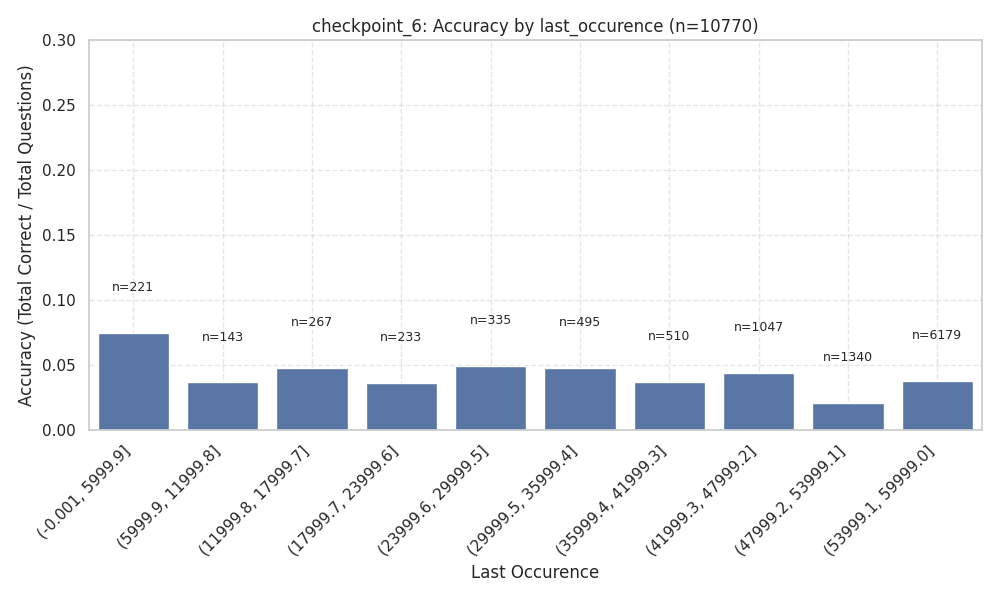 checkpoint_6: Accuracy by last_occurence (n=10770)
Accuracy (Total Correct / Total Questions)
0.30
0.25
0.20
0.15
0.10
0.05
0.00
n=221
n=143
n=267
n=233
n=335
n=495
n=510
n=1047
n=1340
n=6179
(-0.001, 5999.9]
(5999.9, 11999.8]
(11999.8, 17999.7]
(17999.7, 23999.6]
(23999.6, 29999.5]
(29999.5, 35999.4]
(35999.4, 41999.3]
(41999.3, 47999.2]
(47999.2, 53999.1]
(53999.1, 59999.0]
Last Occurence